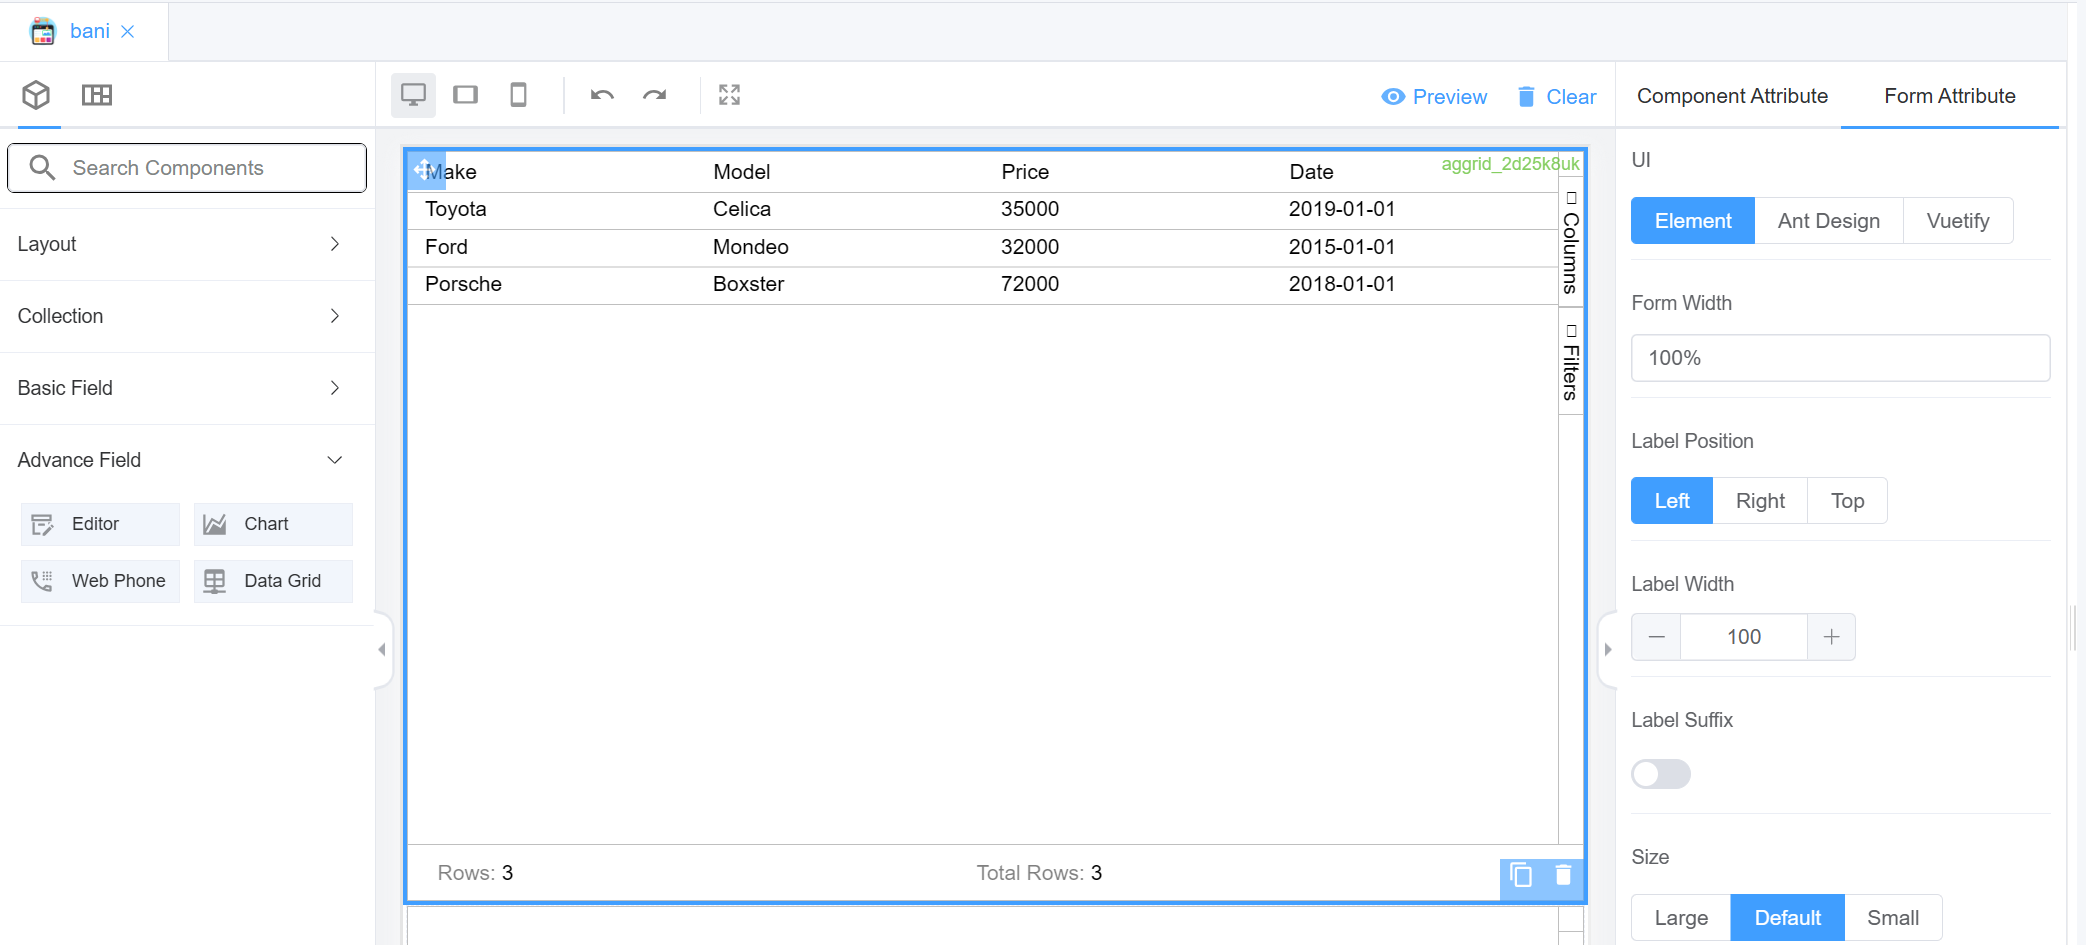 bani
Preview
Clear
Component Attribute
Form Attribute
Search Components
Layout
Collection
Basic Field
Advance Field
Editor
Chart
Web Phone
Data Grid
Make Model Price Date
aggrid_2d25k8uk
Toyota Celica 35000 2019-01-01
Ford Mondeo 32000 2015-01-01
Porsche Boxster 72000 2018-01-01
Columns
Filters
Rows: 3
Total Rows: 3
UI
Element Ant Design Vuetify
Form Width
100%
Label Position
Left Right Top
Label Width
100
Label Suffix
Size
Large Default Small